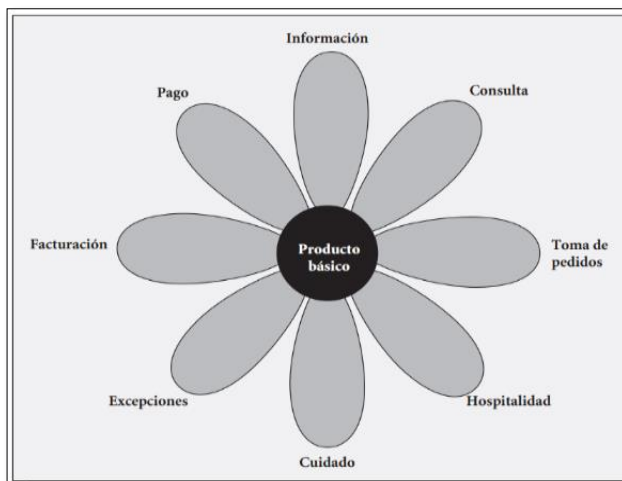 Información
Pago
Consulta
Facturación
Producto
básico
Toma de
pedidos
Excepciones
Hospitalidad
Cuidado